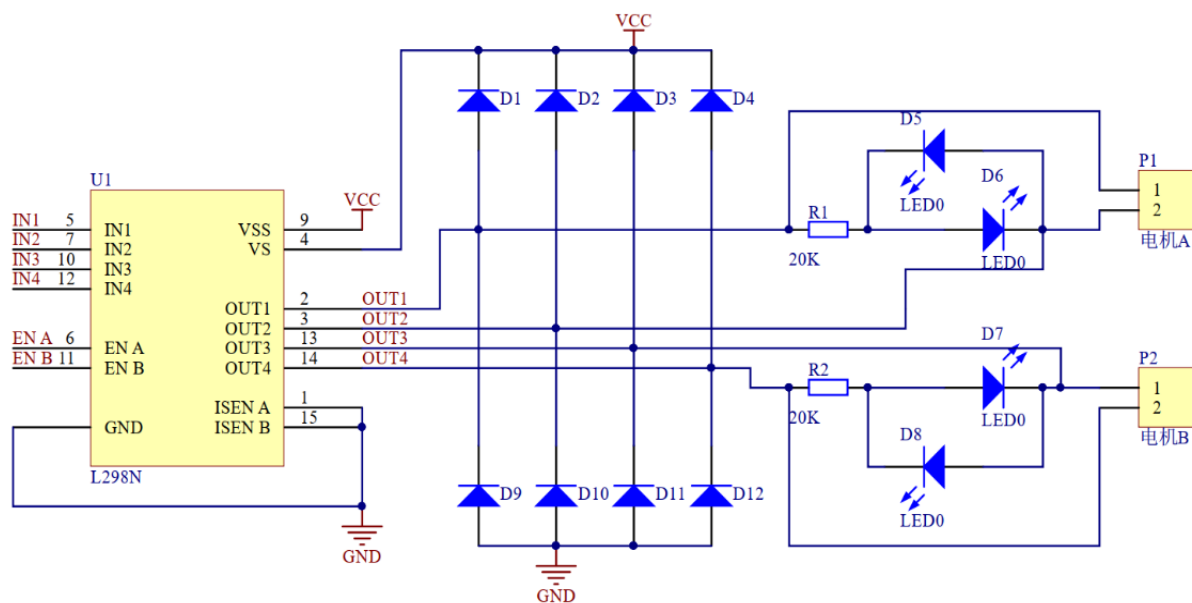 VCC
D1
D2
D3
D4
D5
LED0
D6
LED0
R1
20K
P1
1
2
电机A
U1
IN1 5 IN1
IN2 7 IN2
IN3 10 IN3
IN4 12 IN4
EN A 6 EN A
EN B 11 EN B
GND
VCC
VSS 9
VS 4
OUT1 2 OUT1
OUT2 3 OUT2
OUT3 13 OUT3
OUT4 14 OUT4
ISEN A 1
ISEN B 15
L298N
GND
D7
LED0
R2
20K
D8
LED0
P2
1
2
电机B
D9
D10
D11
D12
GND